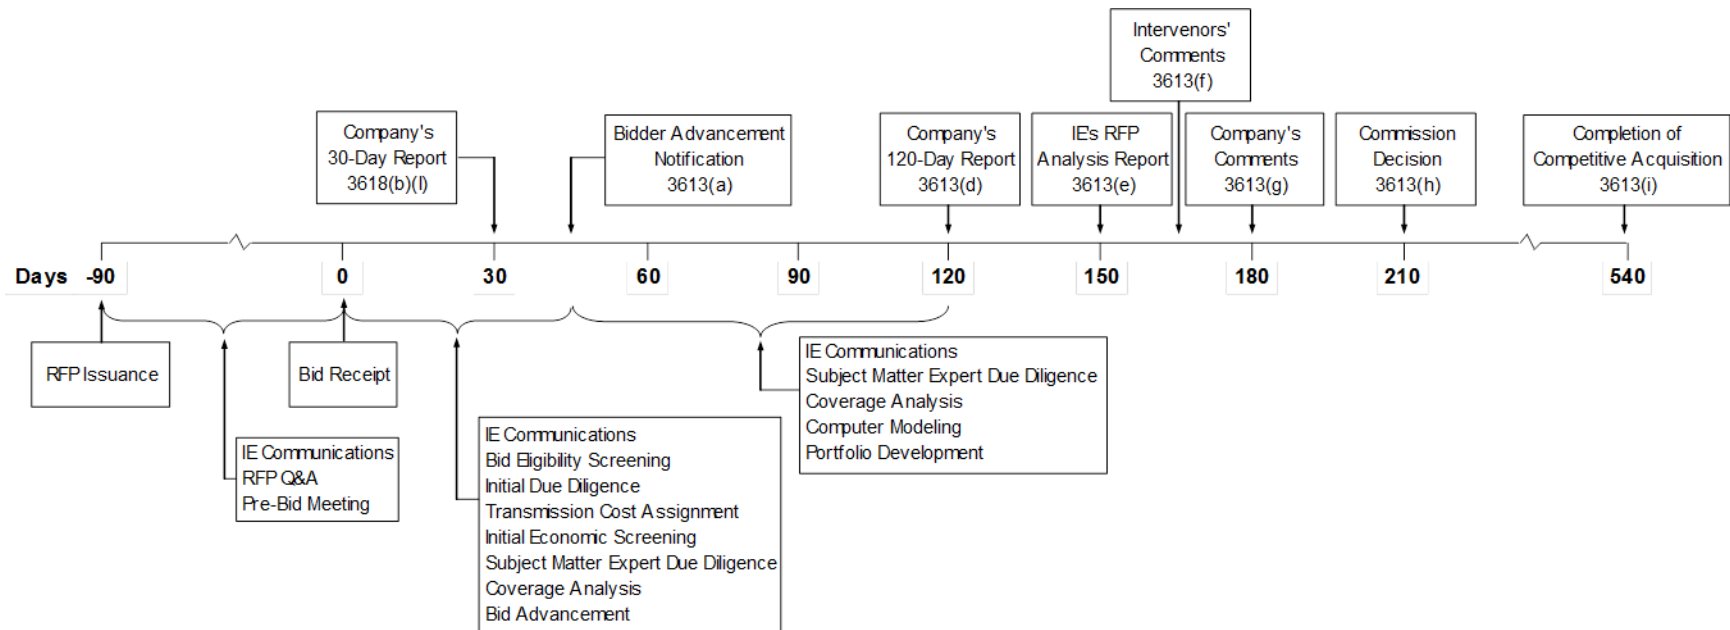 Intervenors'
Comments
3613(f)
Company's
30-Day Report
3618(b)(I)
Bidder Advancement
Notification
3613(a)
Company's
120-Day Report
3613(d)
IE's RFP
Analysis Report
3613(e)
Company's
Comments
3613(g)
Commission
Decision
3613(h)
Completion of
Competitive Acquisition
3613(i)
Days -90 0 30 60 90 120 150 180 210 540
RFP Issuance
Bid Receipt
IE Communications
RFP Q&A
Pre-Bid Meeting
IE Communications
Bid Eligibility Screening
Initial Due Diligence
Transmission Cost Assignment
Initial Economic Screening
Subject Matter Expert Due Diligence
Coverage Analysis
Bid Advancement
IE Communications
Subject Matter Expert Due Diligence
Coverage Analysis
Computer Modeling
Portfolio Development